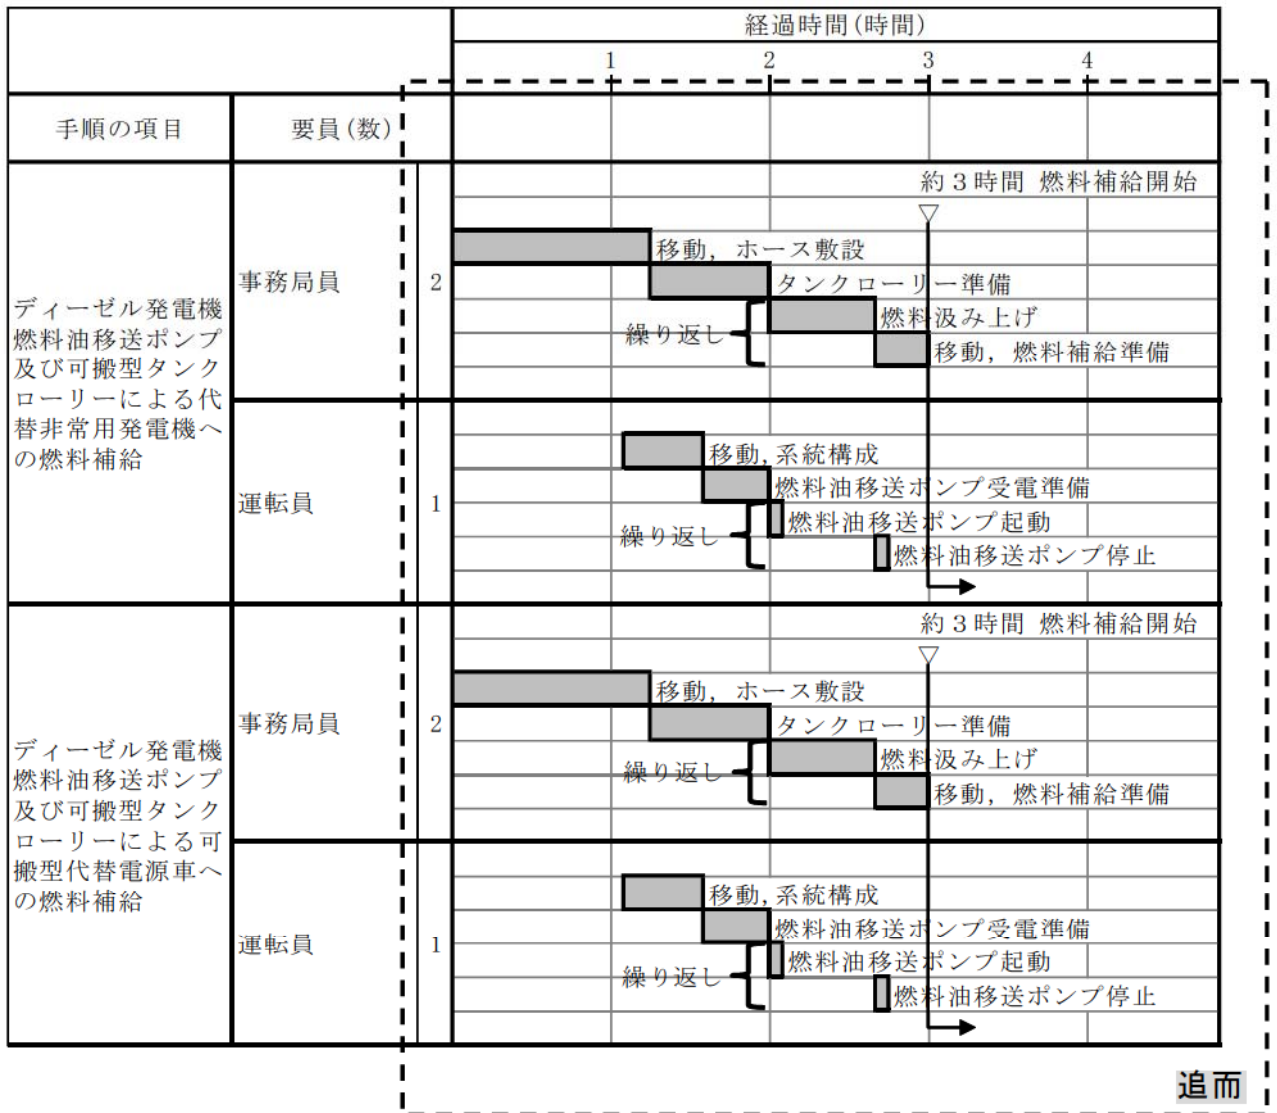 経過時間(時間)
1 2 3 4
手順の項目 要員(数)
ディーゼル発電機
燃料油移送ポンプ
及び可搬型タンク
ローリーによる代
替非常用発電機へ
の燃料補給
事務局員 2
約3時間 燃料補給開始
移動，ホース敷設
タンクローリー準備
繰り返し
燃料汲み上げ
移動，燃料補給準備
運転員 1
移動,系統構成
燃料油移送ポンプ受電準備
繰り返し
燃料油移送ポンプ起動
燃料油移送ポンプ停止
ディーゼル発電機
燃料油移送ポンプ
及び可搬型タンク
ローリーによる可
搬型代替電源車へ
の燃料補給
事務局員 2
約3時間 燃料補給開始
移動，ホース敷設
タンクローリー準備
繰り返し
燃料汲み上げ
移動，燃料補給準備
運転員 1
移動,系統構成
燃料油移送ポンプ受電準備
繰り返し
燃料油移送ポンプ起動
燃料油移送ポンプ停止
追而